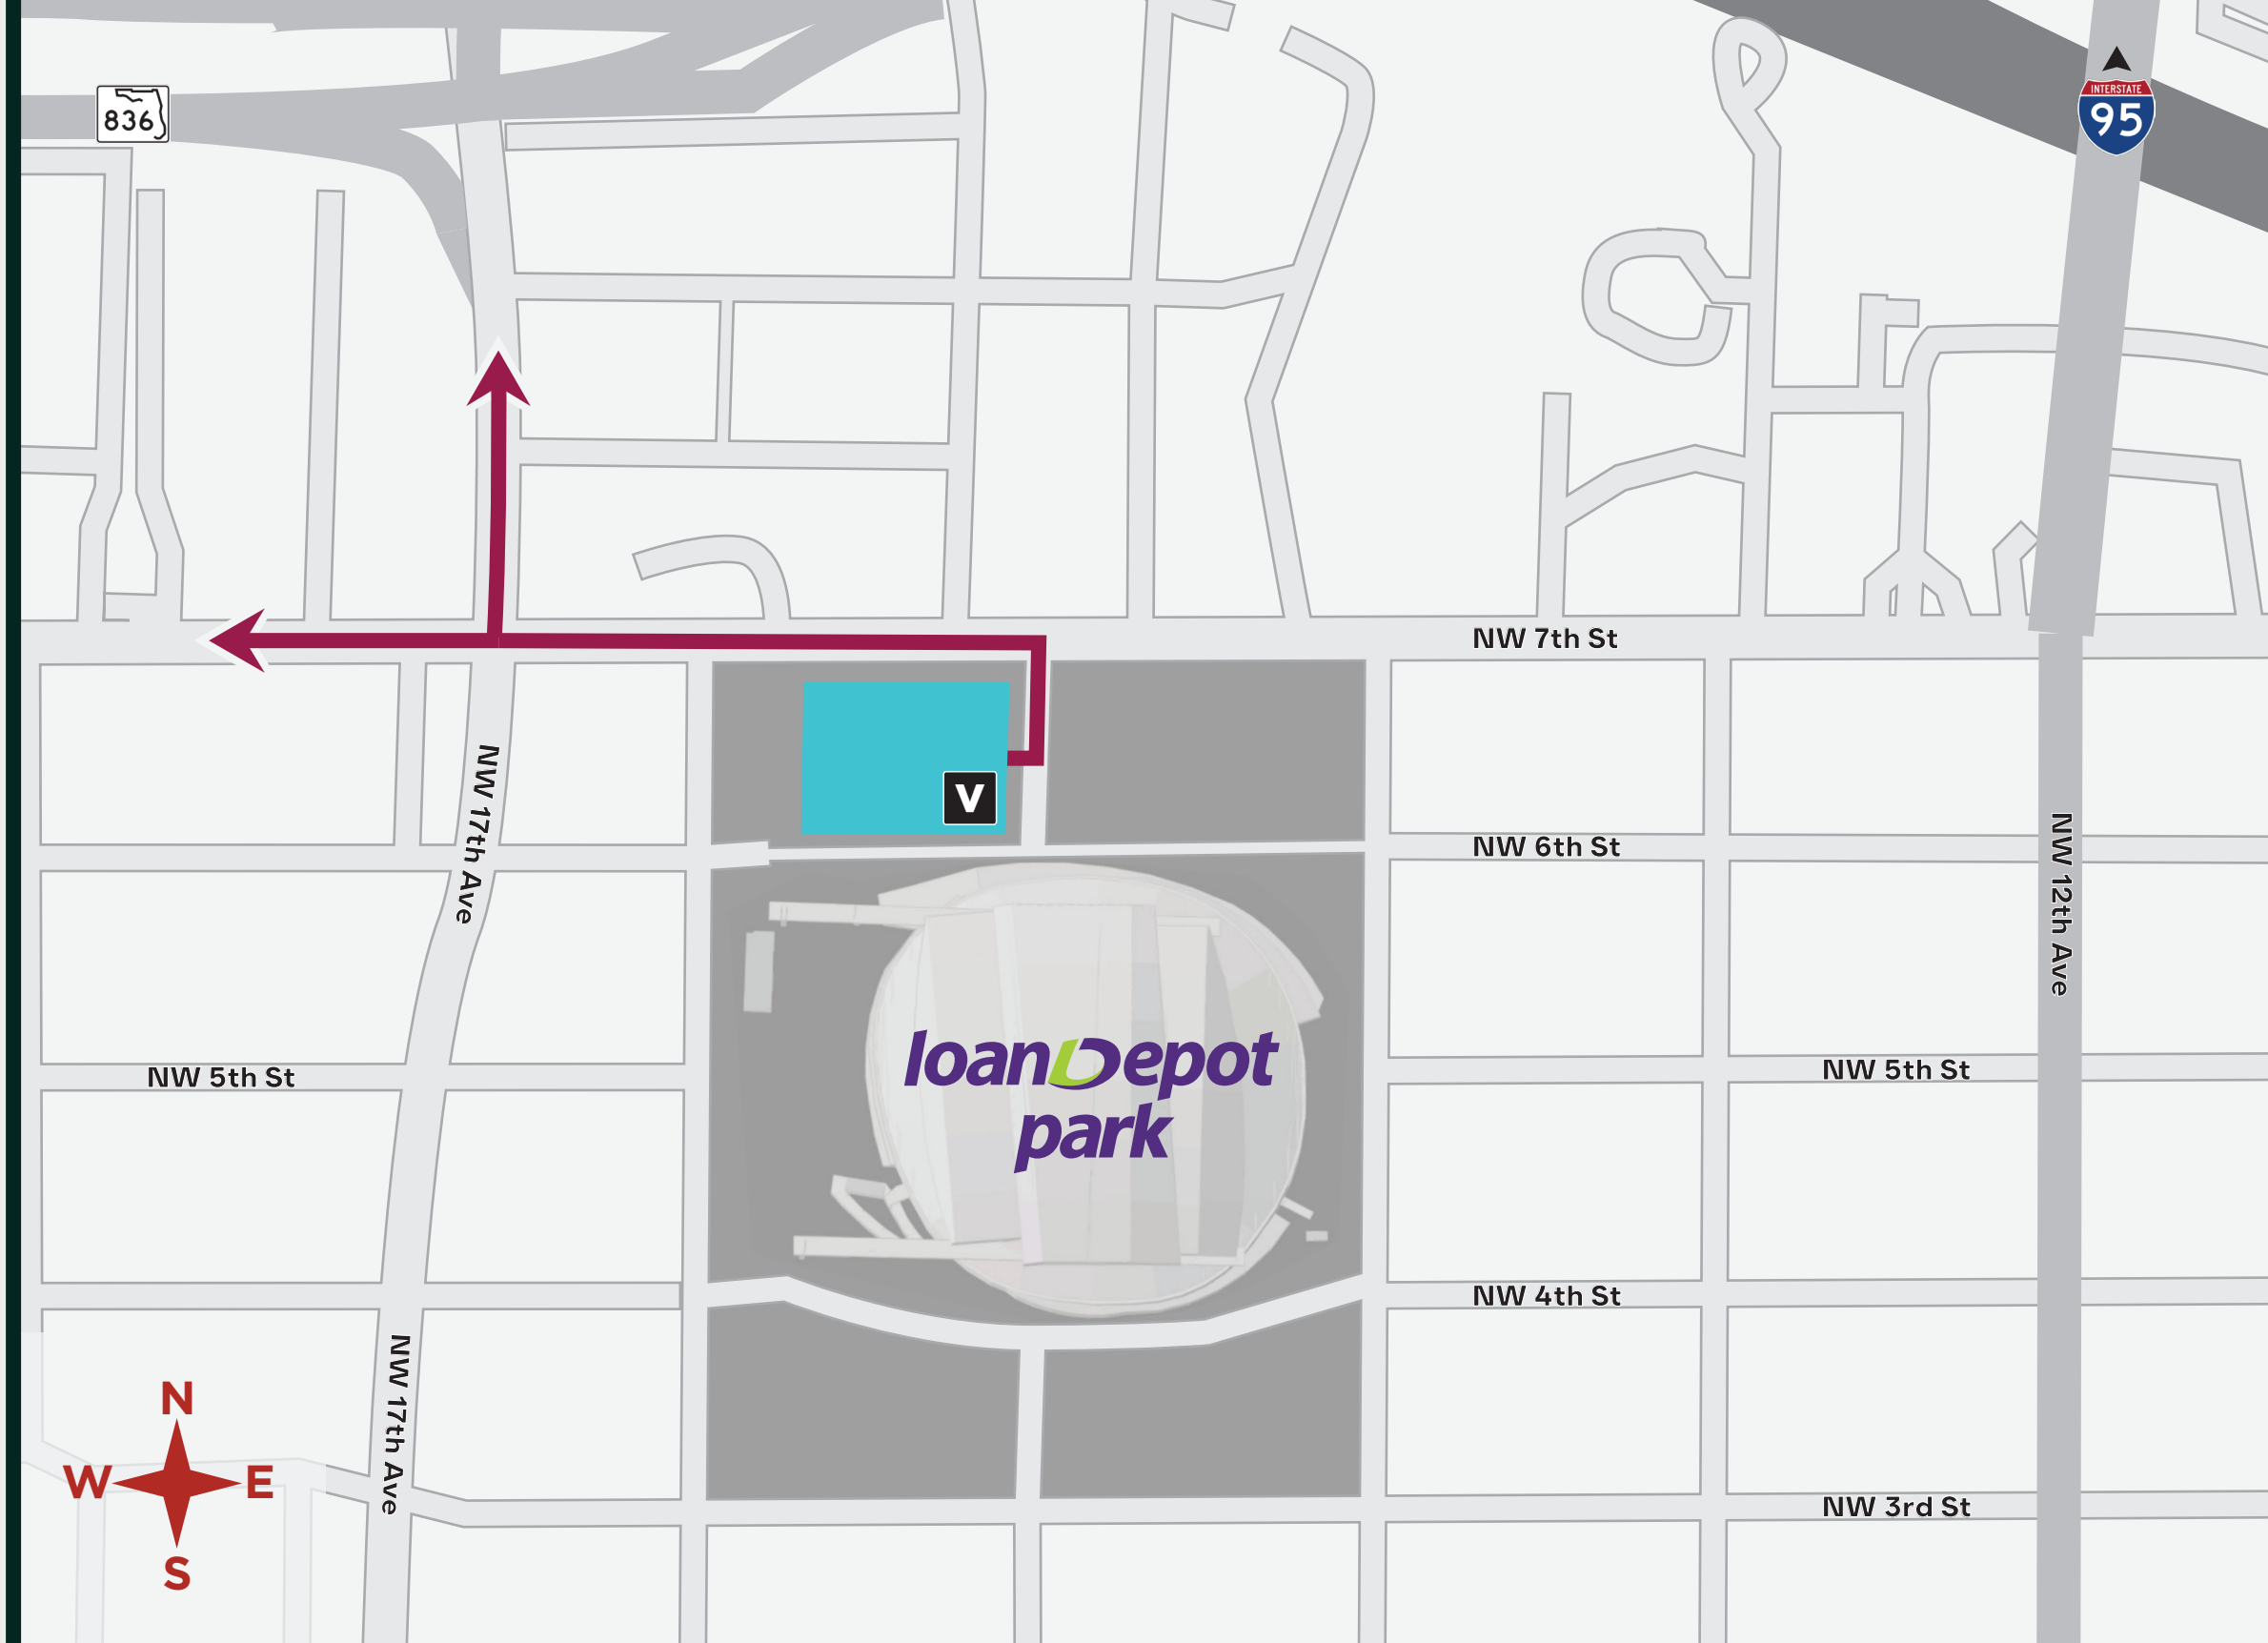 INTERSTATE
95
836
NW 7th St
V
NW 17th Ave
NW 6th St
NW 12th Ave
loanDepot
park
NW 5th St
NW 5th St
NW 4th St
NW 17th Ave
N
W E
S
NW 3rd St